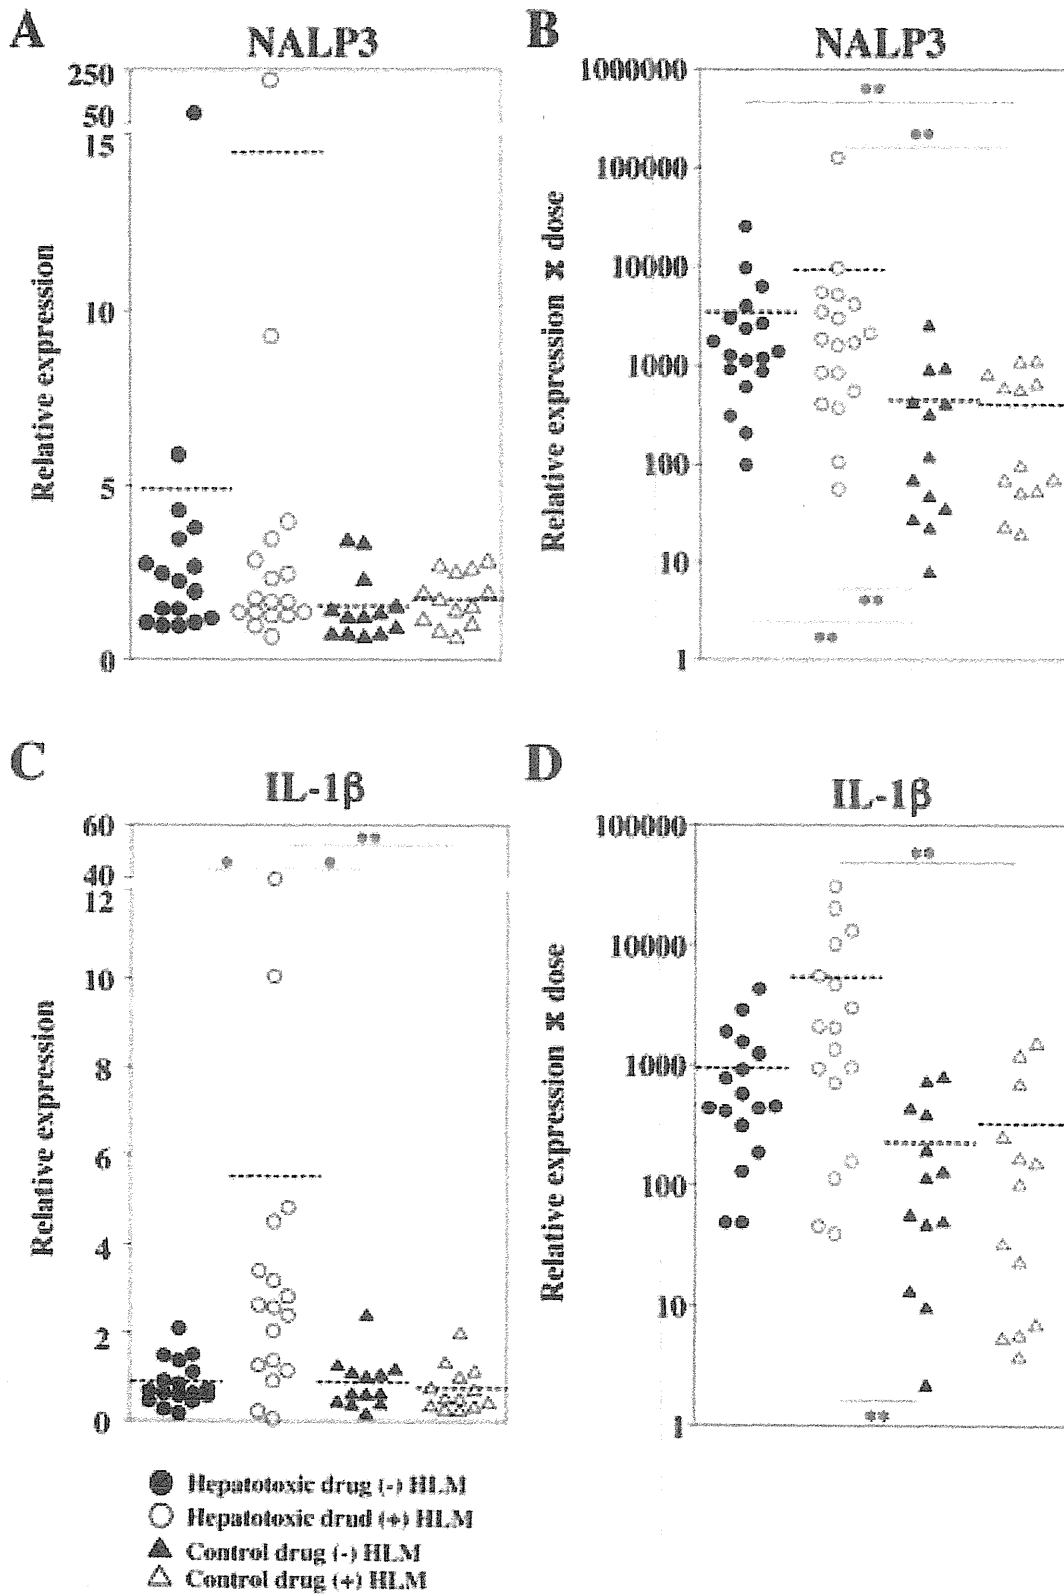 A
NALP3
250
50
15
10
5
0
Relative expression
B
NALP3
1000000
100000
10000
1000
100
10
1
Relative expression x dose
**
**
**
**
C
IL-1β
60
40
12
10
8
6
4
2
0
Relative expression
*
*
**
D
IL-1β
100000
10000
1000
100
10
1
Relative expression x dose
**
**
Hepatotoxic drug (-) HLM
Hepatotoxic drud (+) HLM
Control drug (-) HLM
Control drug (+) HLM